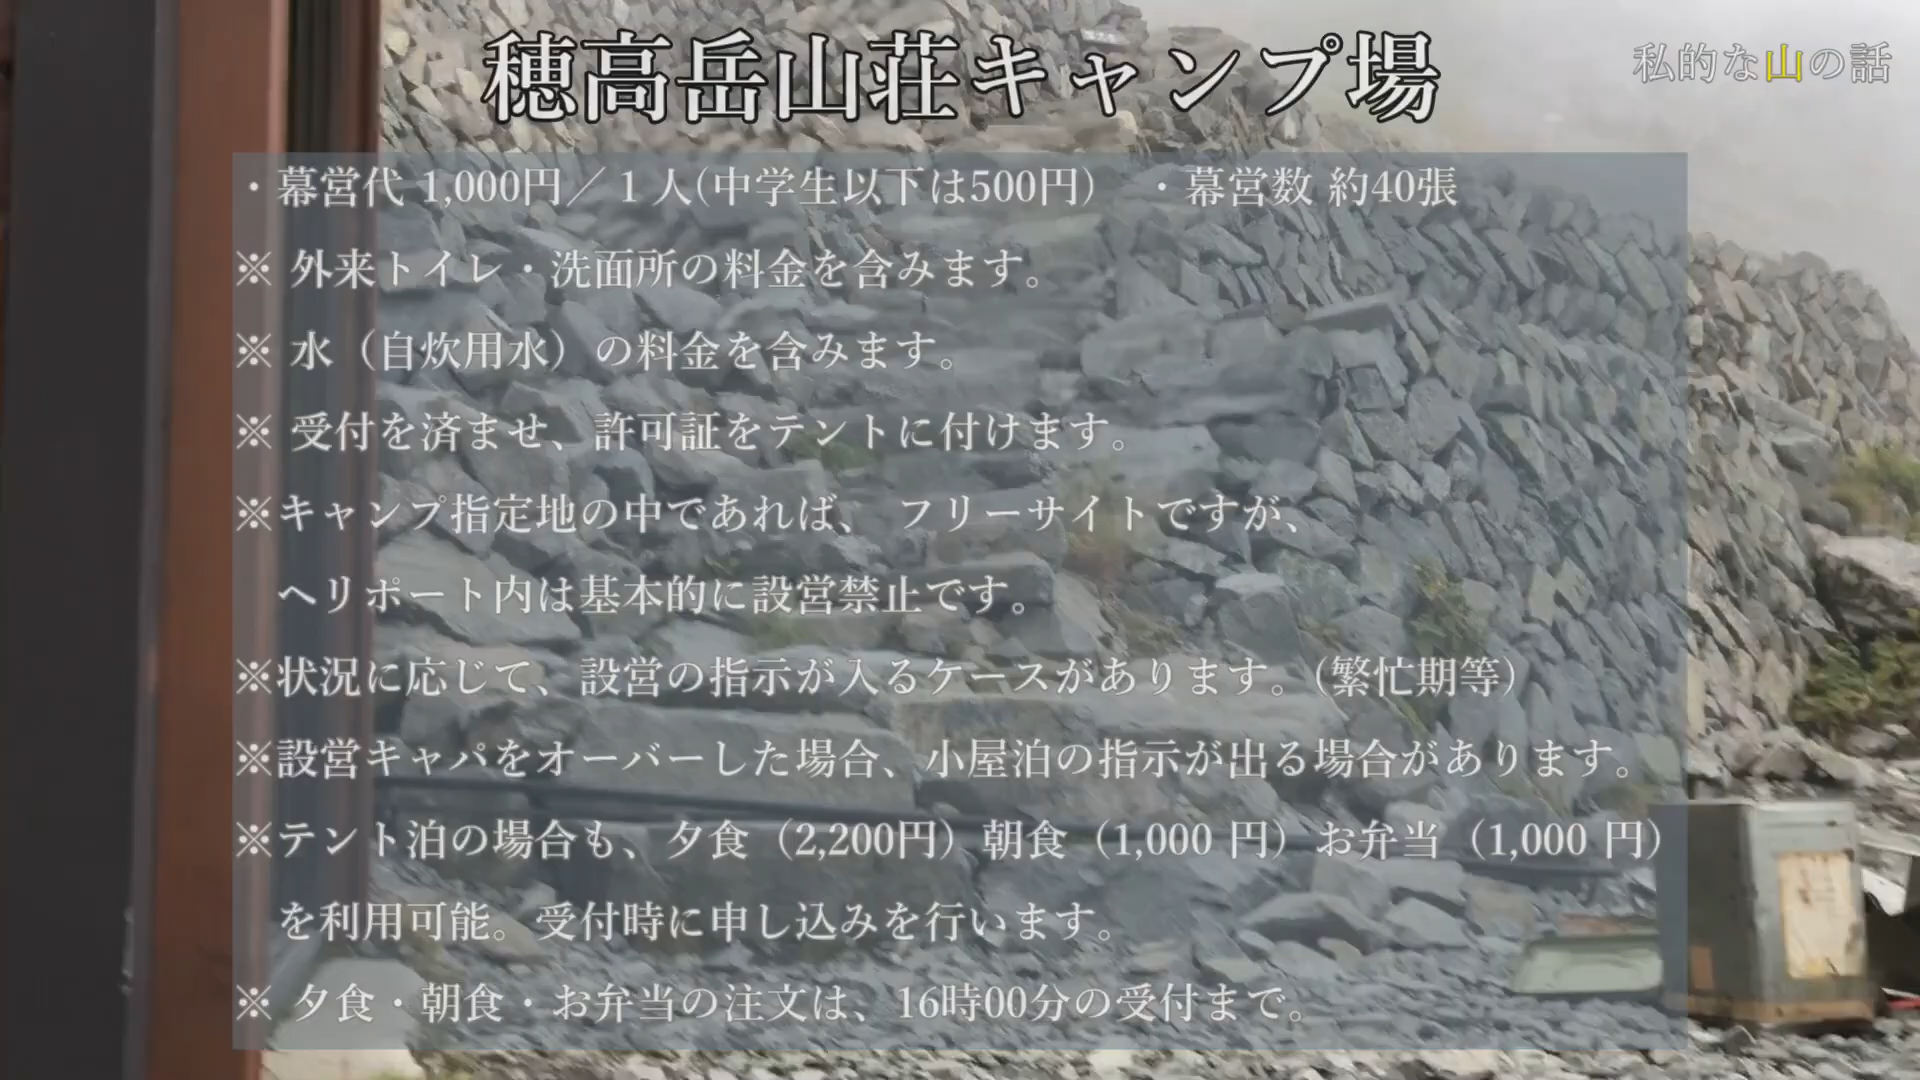 穂高岳山荘キャンプ場
私的な山の話
・幕営代 1,000円／１人(中学生以下は500円)　・幕営数 約40張
※ 外来トイレ・洗面所の料金を含みます。
※ 水（自炊用水）の料金を含みます。
※ 受付を済ませ、許可証をテントに付けます。
※キャンプ指定地の中であれば、 フリーサイトですが、
ヘリポート内は基本的に設営禁止です。
※状況に応じて、設営の指示が入るケースがあります。(繁忙期等)
※設営キャパをオーバーした場合、小屋泊の指示が出る場合があります。
※テント泊の場合も、夕食（2,200円）朝食（1,000 円）お弁当（1,000 円）
を利用可能。受付時に申し込みを行います。
※ 夕食・朝食・お弁当の注文は、16時00分の受付まで。